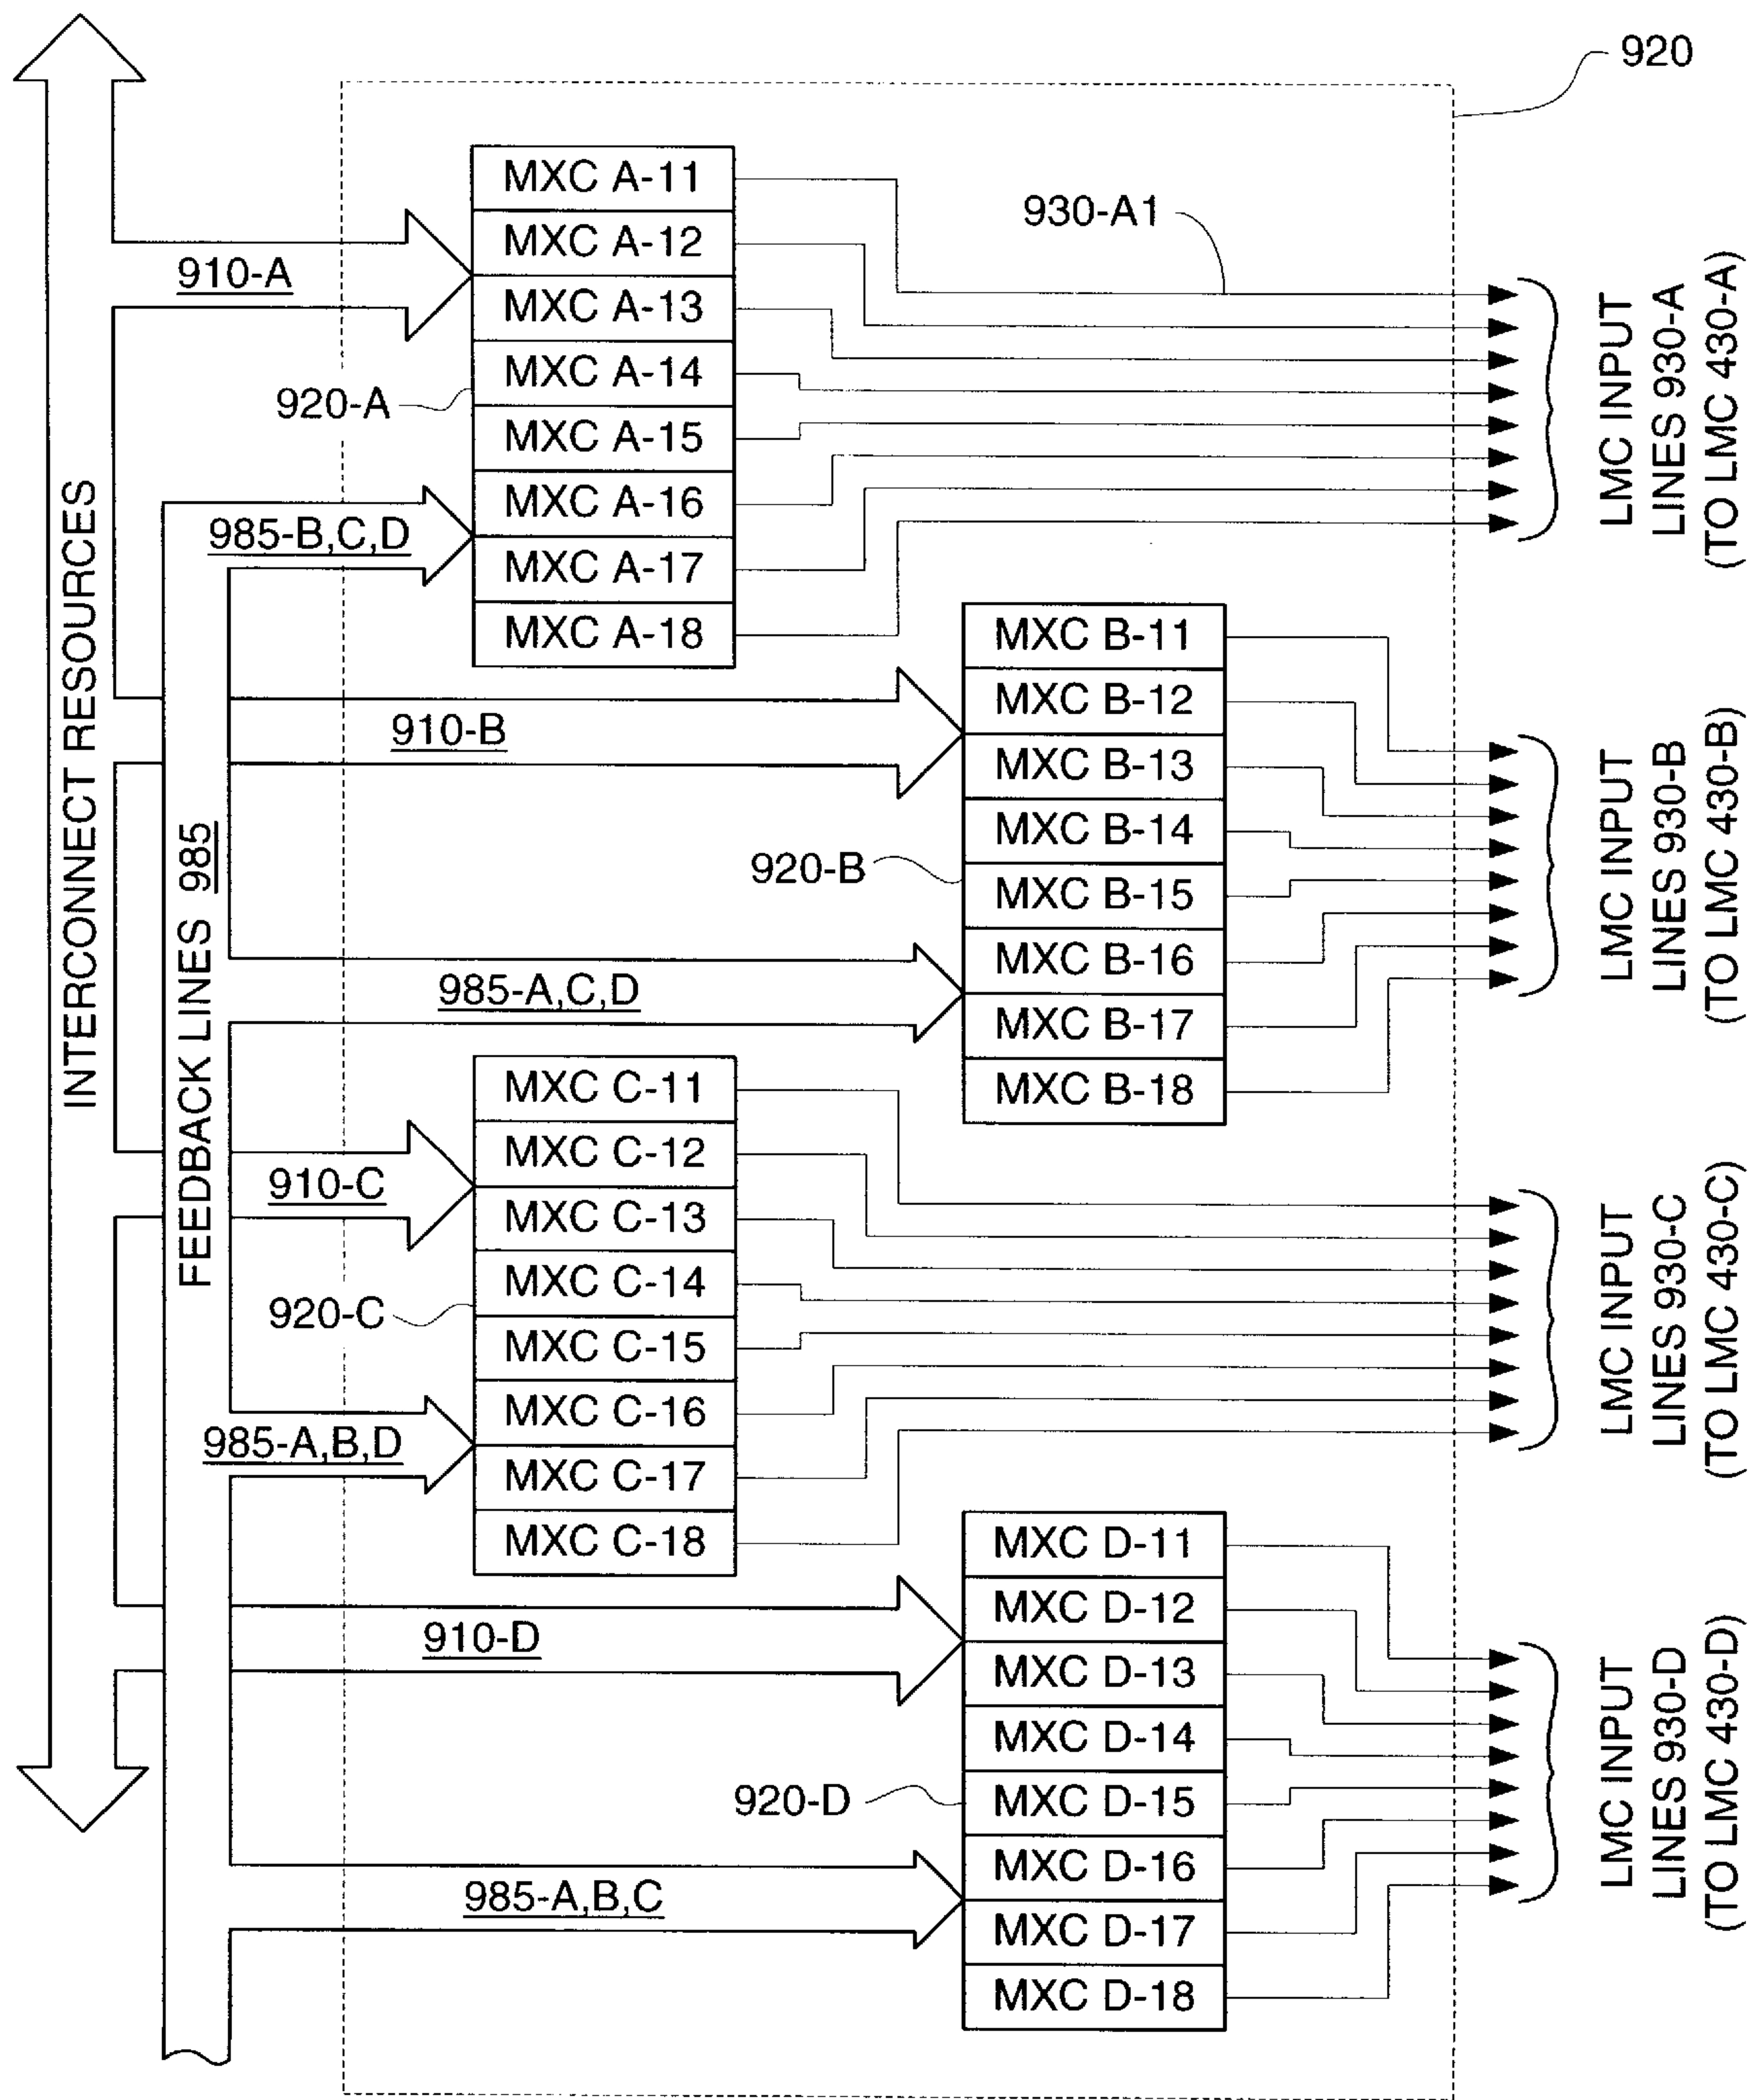 920
INTERCONNECT RESOURCES
FEEDBACK LINES 985
910-A
920-A
985-B,C,D
MXC A-11
MXC A-12
MXC A-13
MXC A-14
MXC A-15
MXC A-16
MXC A-17
MXC A-18
930-A1
LMC INPUT
LINES 930-A
(TO LMC 430-A)
910-B
920-B
985-A,C,D
MXC B-11
MXC B-12
MXC B-13
MXC B-14
MXC B-15
MXC B-16
MXC B-17
MXC B-18
LMC INPUT
LINES 930-B
(TO LMC 430-B)
910-C
920-C
985-A,B,D
MXC C-11
MXC C-12
MXC C-13
MXC C-14
MXC C-15
MXC C-16
MXC C-17
MXC C-18
LMC INPUT
LINES 930-C
(TO LMC 430-C)
910-D
920-D
985-A,B,C
MXC D-11
MXC D-12
MXC D-13
MXC D-14
MXC D-15
MXC D-16
MXC D-17
MXC D-18
LMC INPUT
LINES 930-D
(TO LMC 430-D)